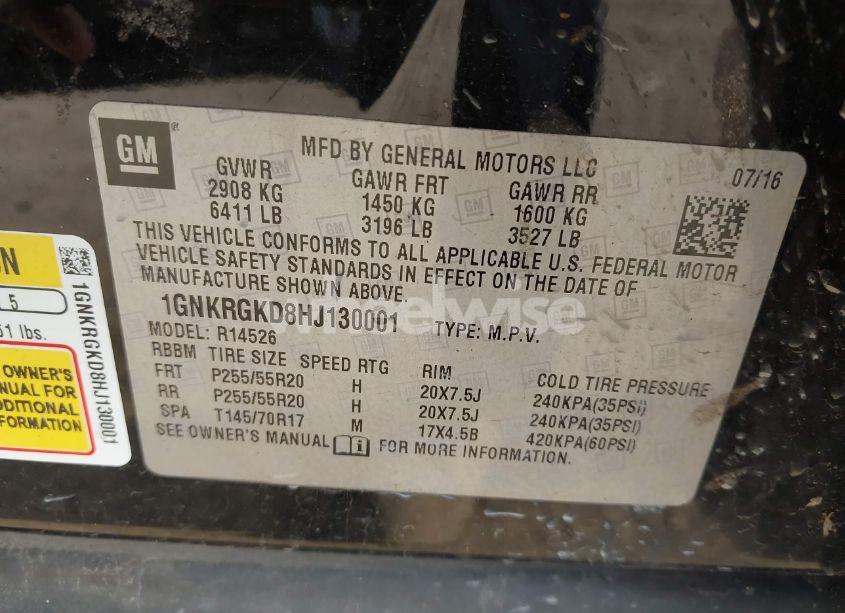 GM
MFD BY GENERAL MOTORS LLC
07/16
GVWR GAWR FRT GAWR RR
2908 KG 1450 KG 1600 KG
6411 LB 3196 LB 3527 LB
THIS VEHICLE CONFORMS TO ALL APPLICABLE U.S. FEDERAL MOTOR
VEHICLE SAFETY STANDARDS IN EFFECT ON THE DATE OF
MANUFACTURE SHOWN ABOVE.
1GNKRGKD8HJ130001 TYPE: M.P.V.
MODEL: R14526
RBBM TIRE SIZE SPEED RTG RIM COLD TIRE PRESSURE
FRT P255/55R20 H 20X7.5J 240KPA(35PSI)
RR P255/55R20 H 20X7.5J 240KPA(35PSI)
SPA T145/70R17 M 17X4.5B 420KPA(60PSI)
SEE OWNER'S MANUAL FOR MORE INFORMATION.
5
51 lbs.
OWNER'S
MANUAL FOR
ADDITIONAL
INFORMATION
1GNKRGKD8HJ130001